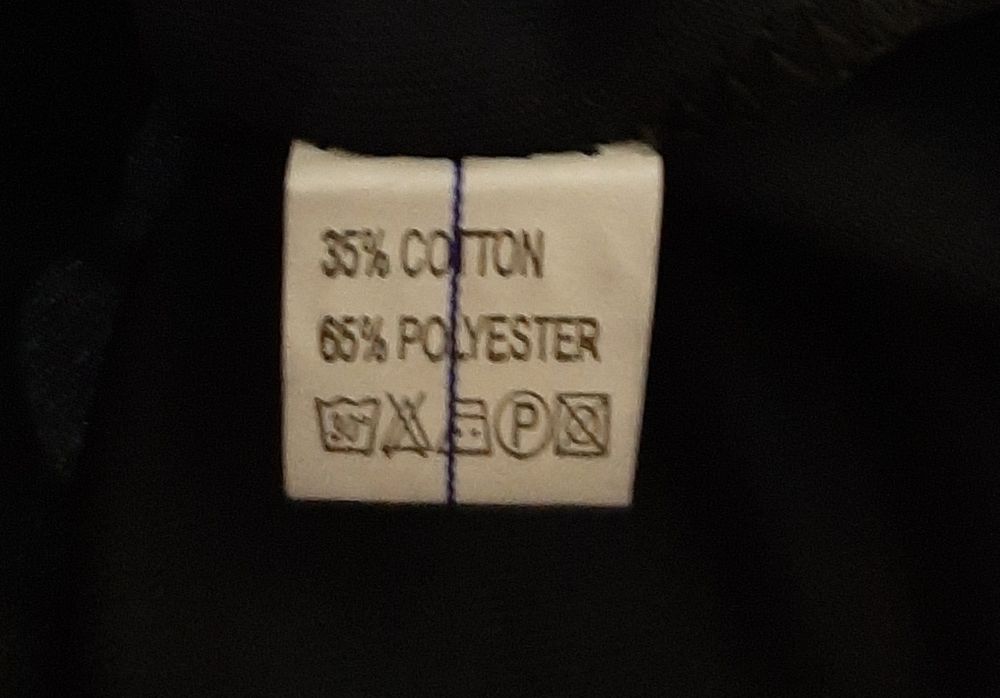 35% COTTON
65% POLYESTER
P